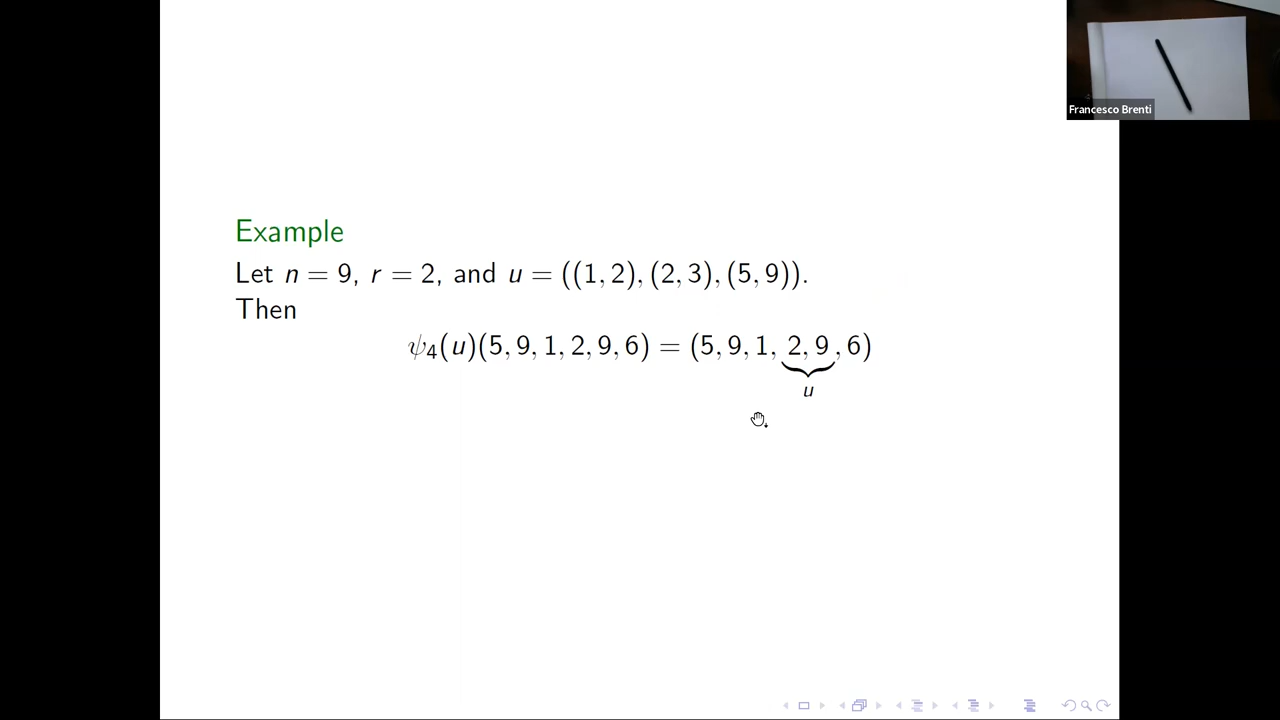 Francesco Brenti
Example
Let n = 9, r = 2, and u = ((1, 2), (2, 3), (5, 9)).
Then
ψ₄(u)(5, 9, 1, 2, 9, 6) = (5, 9, 1, 2, 9, 6)
u